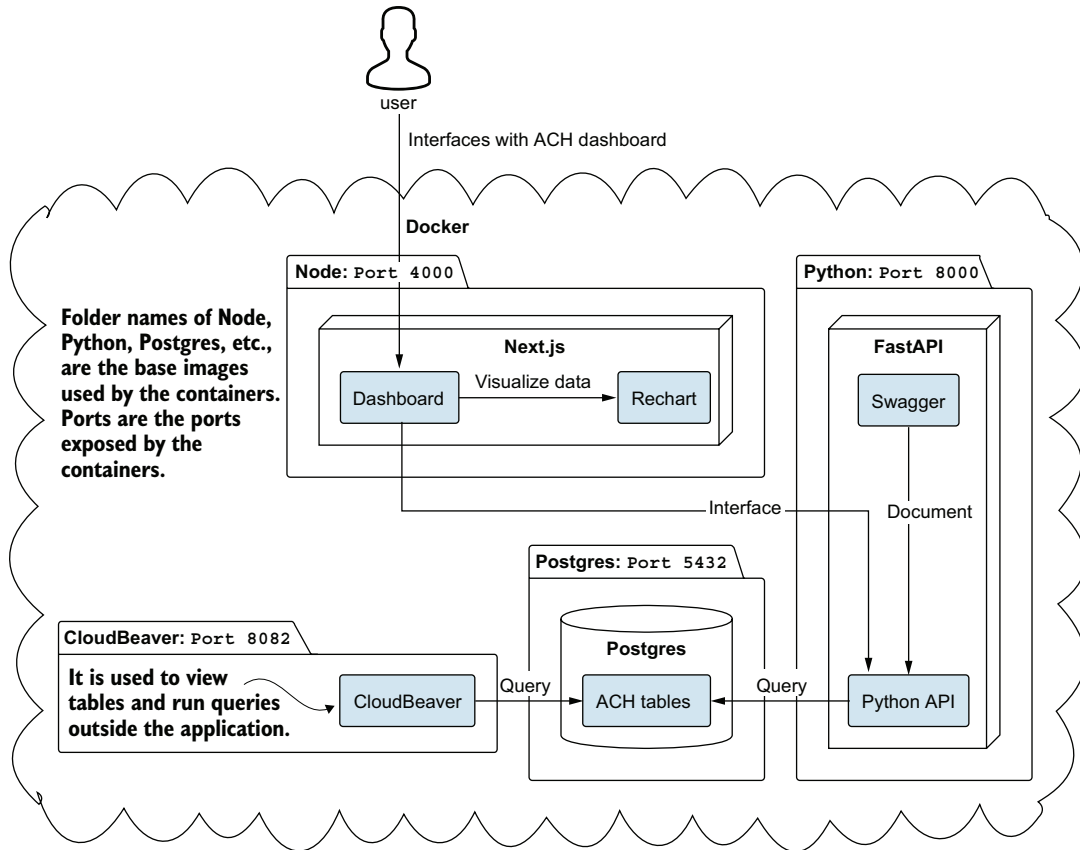 user
Interfaces with ACH dashboard
Docker
Node: Port 4000
Python: Port 8000
Folder names of Node,
Python, Postgres, etc.,
are the base images
used by the containers.
Ports are the ports
exposed by the
containers.
Next.js
Dashboard
Visualize data
Rechart
FastAPI
Swagger
Interface
Document
Postgres: Port 5432
CloudBeaver: Port 8082
It is used to view
tables and run queries
outside the application.
CloudBeaver
Query
Postgres
ACH tables
Query
Python API